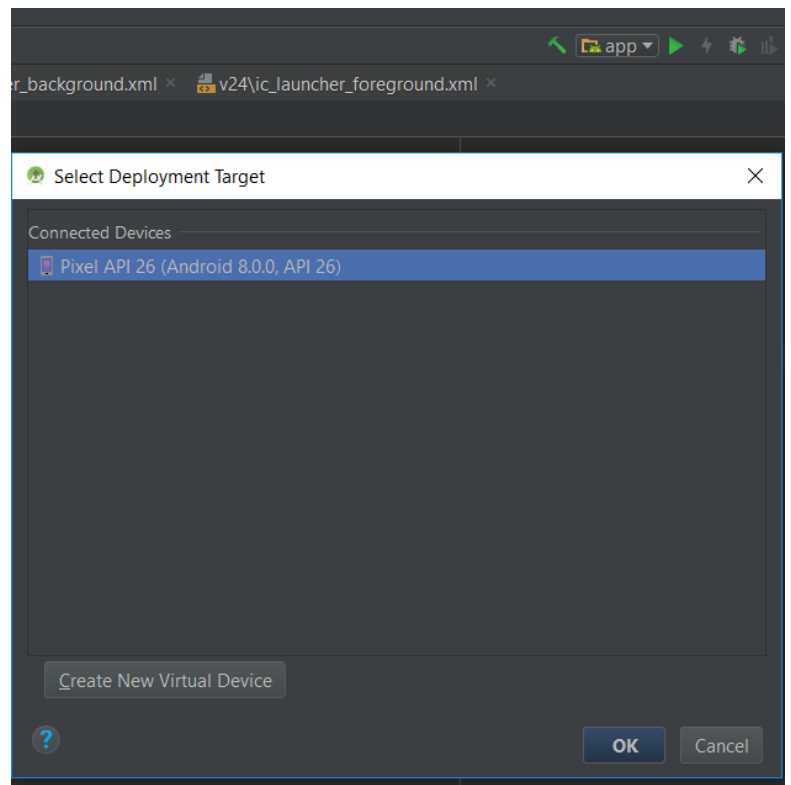 app
r_background.xml v24\ic_launcher_foreground.xml
Select Deployment Target
Connected Devices
Pixel API 26 (Android 8.0.0, API 26)
Create New Virtual Device
?
OK Cancel